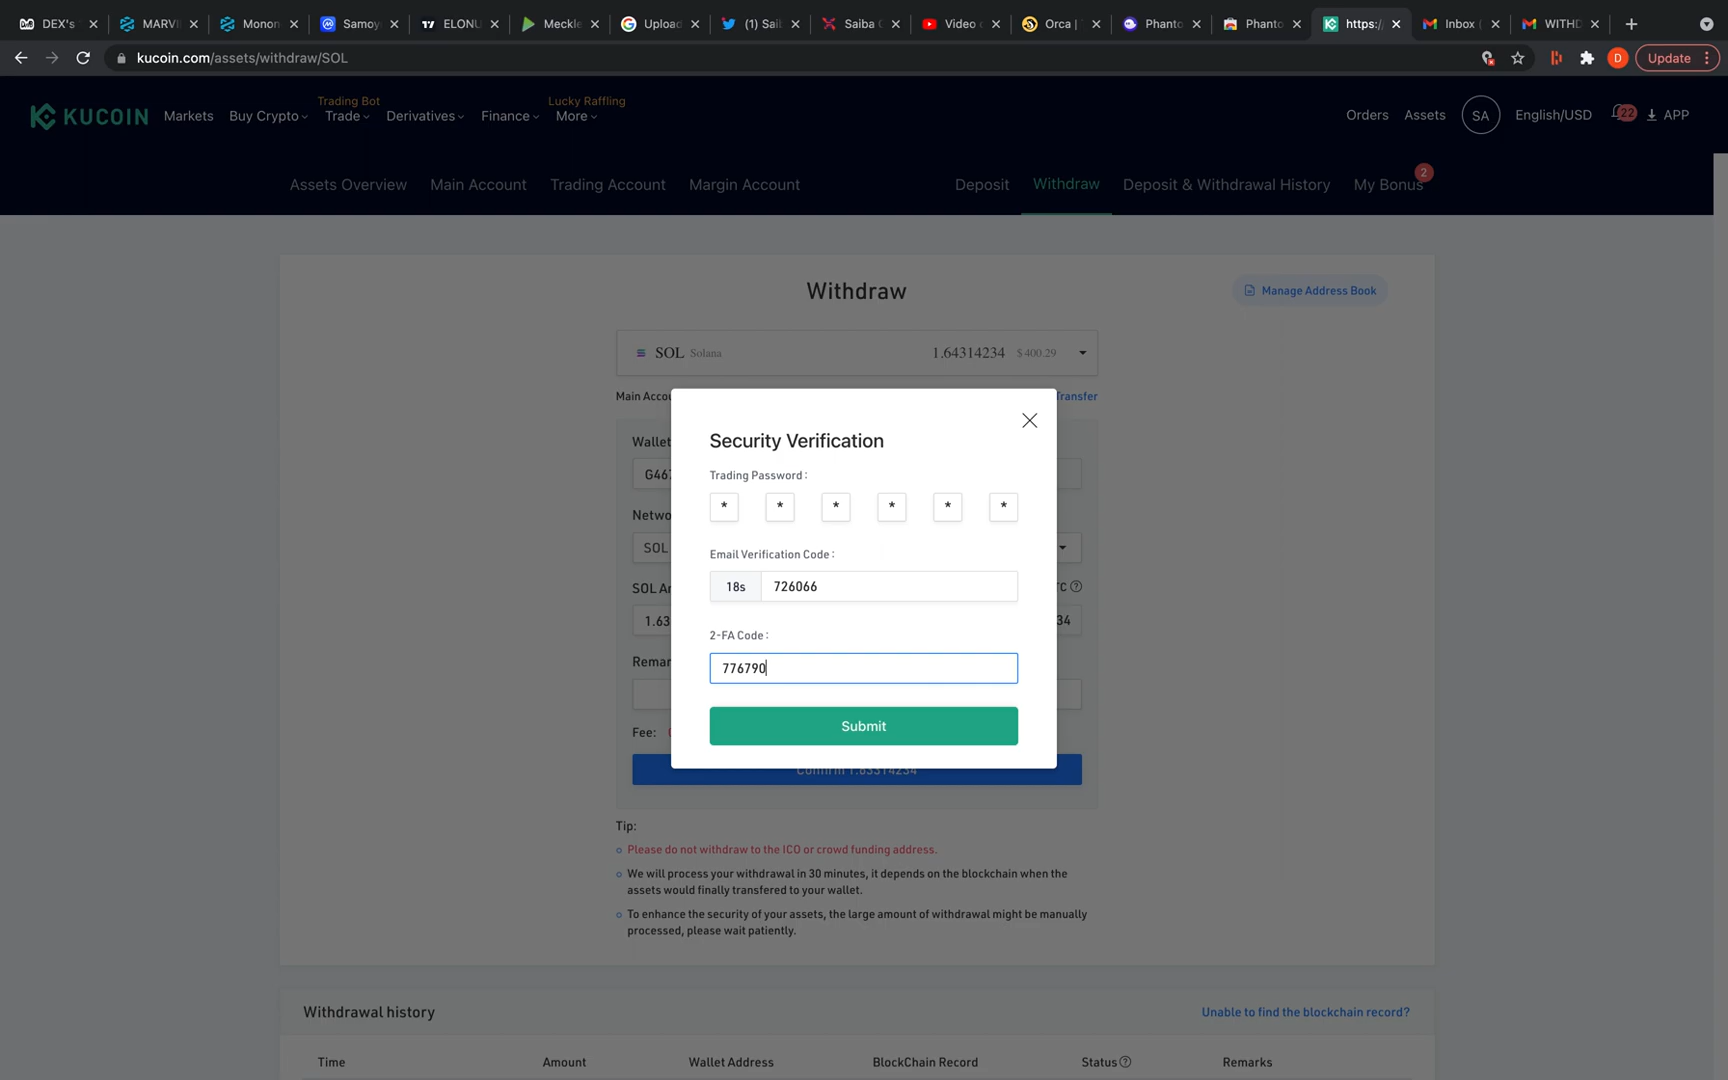 DEX's
MARVI
Monon
Samoy
ELONU
Meckle
Upload
(1) Saib
Saiba
Video
Orca |
Phanto
Phanto
https:/
Inbox (
WITHD
kucoin.com/assets/withdraw/SOL
D
Update
KUCOIN
Markets
Buy Crypto
Trading Bot
Trade
Derivatives
Finance
Lucky Raffling
More
Orders
Assets
SA
English/USD
22
APP
Assets Overview
Main Account
Trading Account
Margin Account
Deposit
Withdraw
Deposit & Withdrawal History
My Bonus
2
Withdraw
Manage Address Book
SOL Solana
1.64314234 $ 400.29
Main Accou
Transfer
Wallet
G46
Netwo
SOL
SOL A
TC
1.63
34
Remar
Fee:
Confirm 1.63314234
Security Verification
Trading Password :
* * * * * *
Email Verification Code :
18s 726066
2-FA Code :
776790
Submit
Tip:
Please do not withdraw to the ICO or crowd funding address.
We will process your withdrawal in 30 minutes, it depends on the blockchain when the
assets would finally transfered to your wallet.
To enhance the security of your assets, the large amount of withdrawal might be manually
processed, please wait patiently.
Withdrawal history
Unable to find the blockchain record?
Time
Amount
Wallet Address
BlockChain Record
Status
Remarks